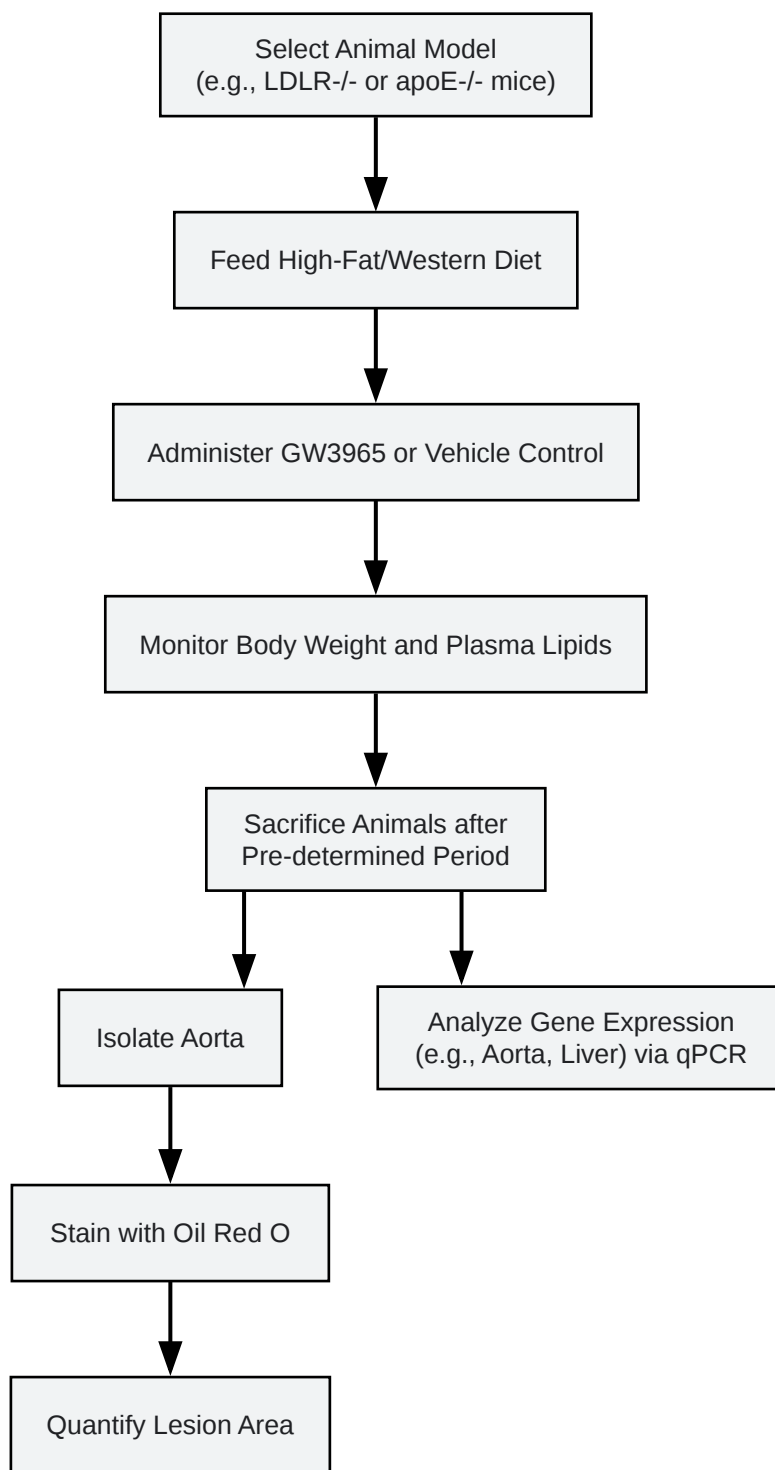 Select Animal Model
(e.g., LDLR-/- or apoE-/- mice)
Feed High-Fat/Western Diet
Administer GW3965 or Vehicle Control
Monitor Body Weight and Plasma Lipids
Sacrifice Animals after
Pre-determined Period
Isolate Aorta
Analyze Gene Expression
(e.g., Aorta, Liver) via qPCR
Stain with Oil Red O
Quantify Lesion Area